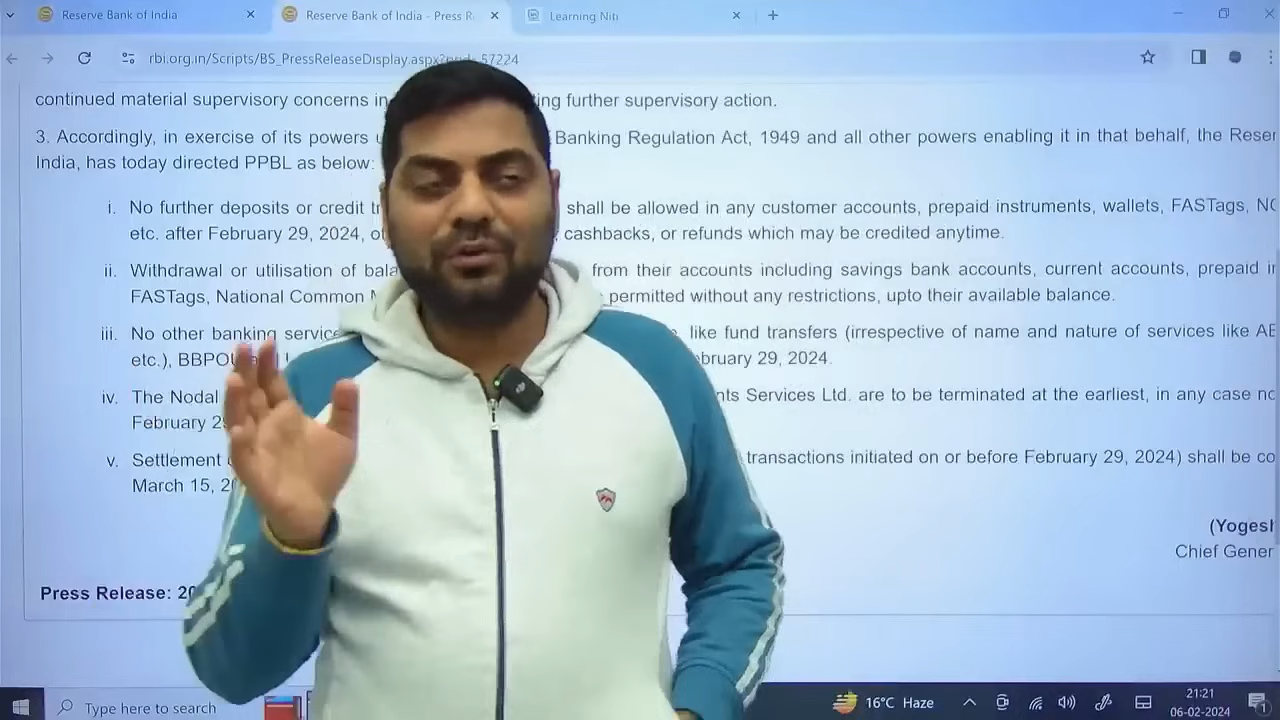 Reserve Bank of India
Reserve Bank of India - Press R
Learning Niti
rbi.org.in/Scripts/BS_PressReleaseDisplay.aspx?prid=57224
continued material supervisory concerns in ing further supervisory action.
3. Accordingly, in exercise of its powers Banking Regulation Act, 1949 and all other powers enabling it in that behalf, the Reser
India, has today directed PPBL as below:
i. No further deposits or credit tr shall be allowed in any customer accounts, prepaid instruments, wallets, FASTags, NC
etc. after February 29, 2024, ot cashbacks, or refunds which may be credited anytime.
ii. Withdrawal or utilisation of bala from their accounts including savings bank accounts, current accounts, prepaid in
FASTags, National Common M permitted without any restrictions, upto their available balance.
iii. No other banking service like fund transfers (irrespective of name and nature of services like AE
etc.), BBPOU bruary 29, 2024.
iv. The Nodal nts Services Ltd. are to be terminated at the earliest, in any case no
February 29
v. Settlement transactions initiated on or before February 29, 2024) shall be co
March 15, 20
(Yogesh
Chief Gener
Press Release: 20
Type here to search
16°C Haze
21:21
06-02-2024